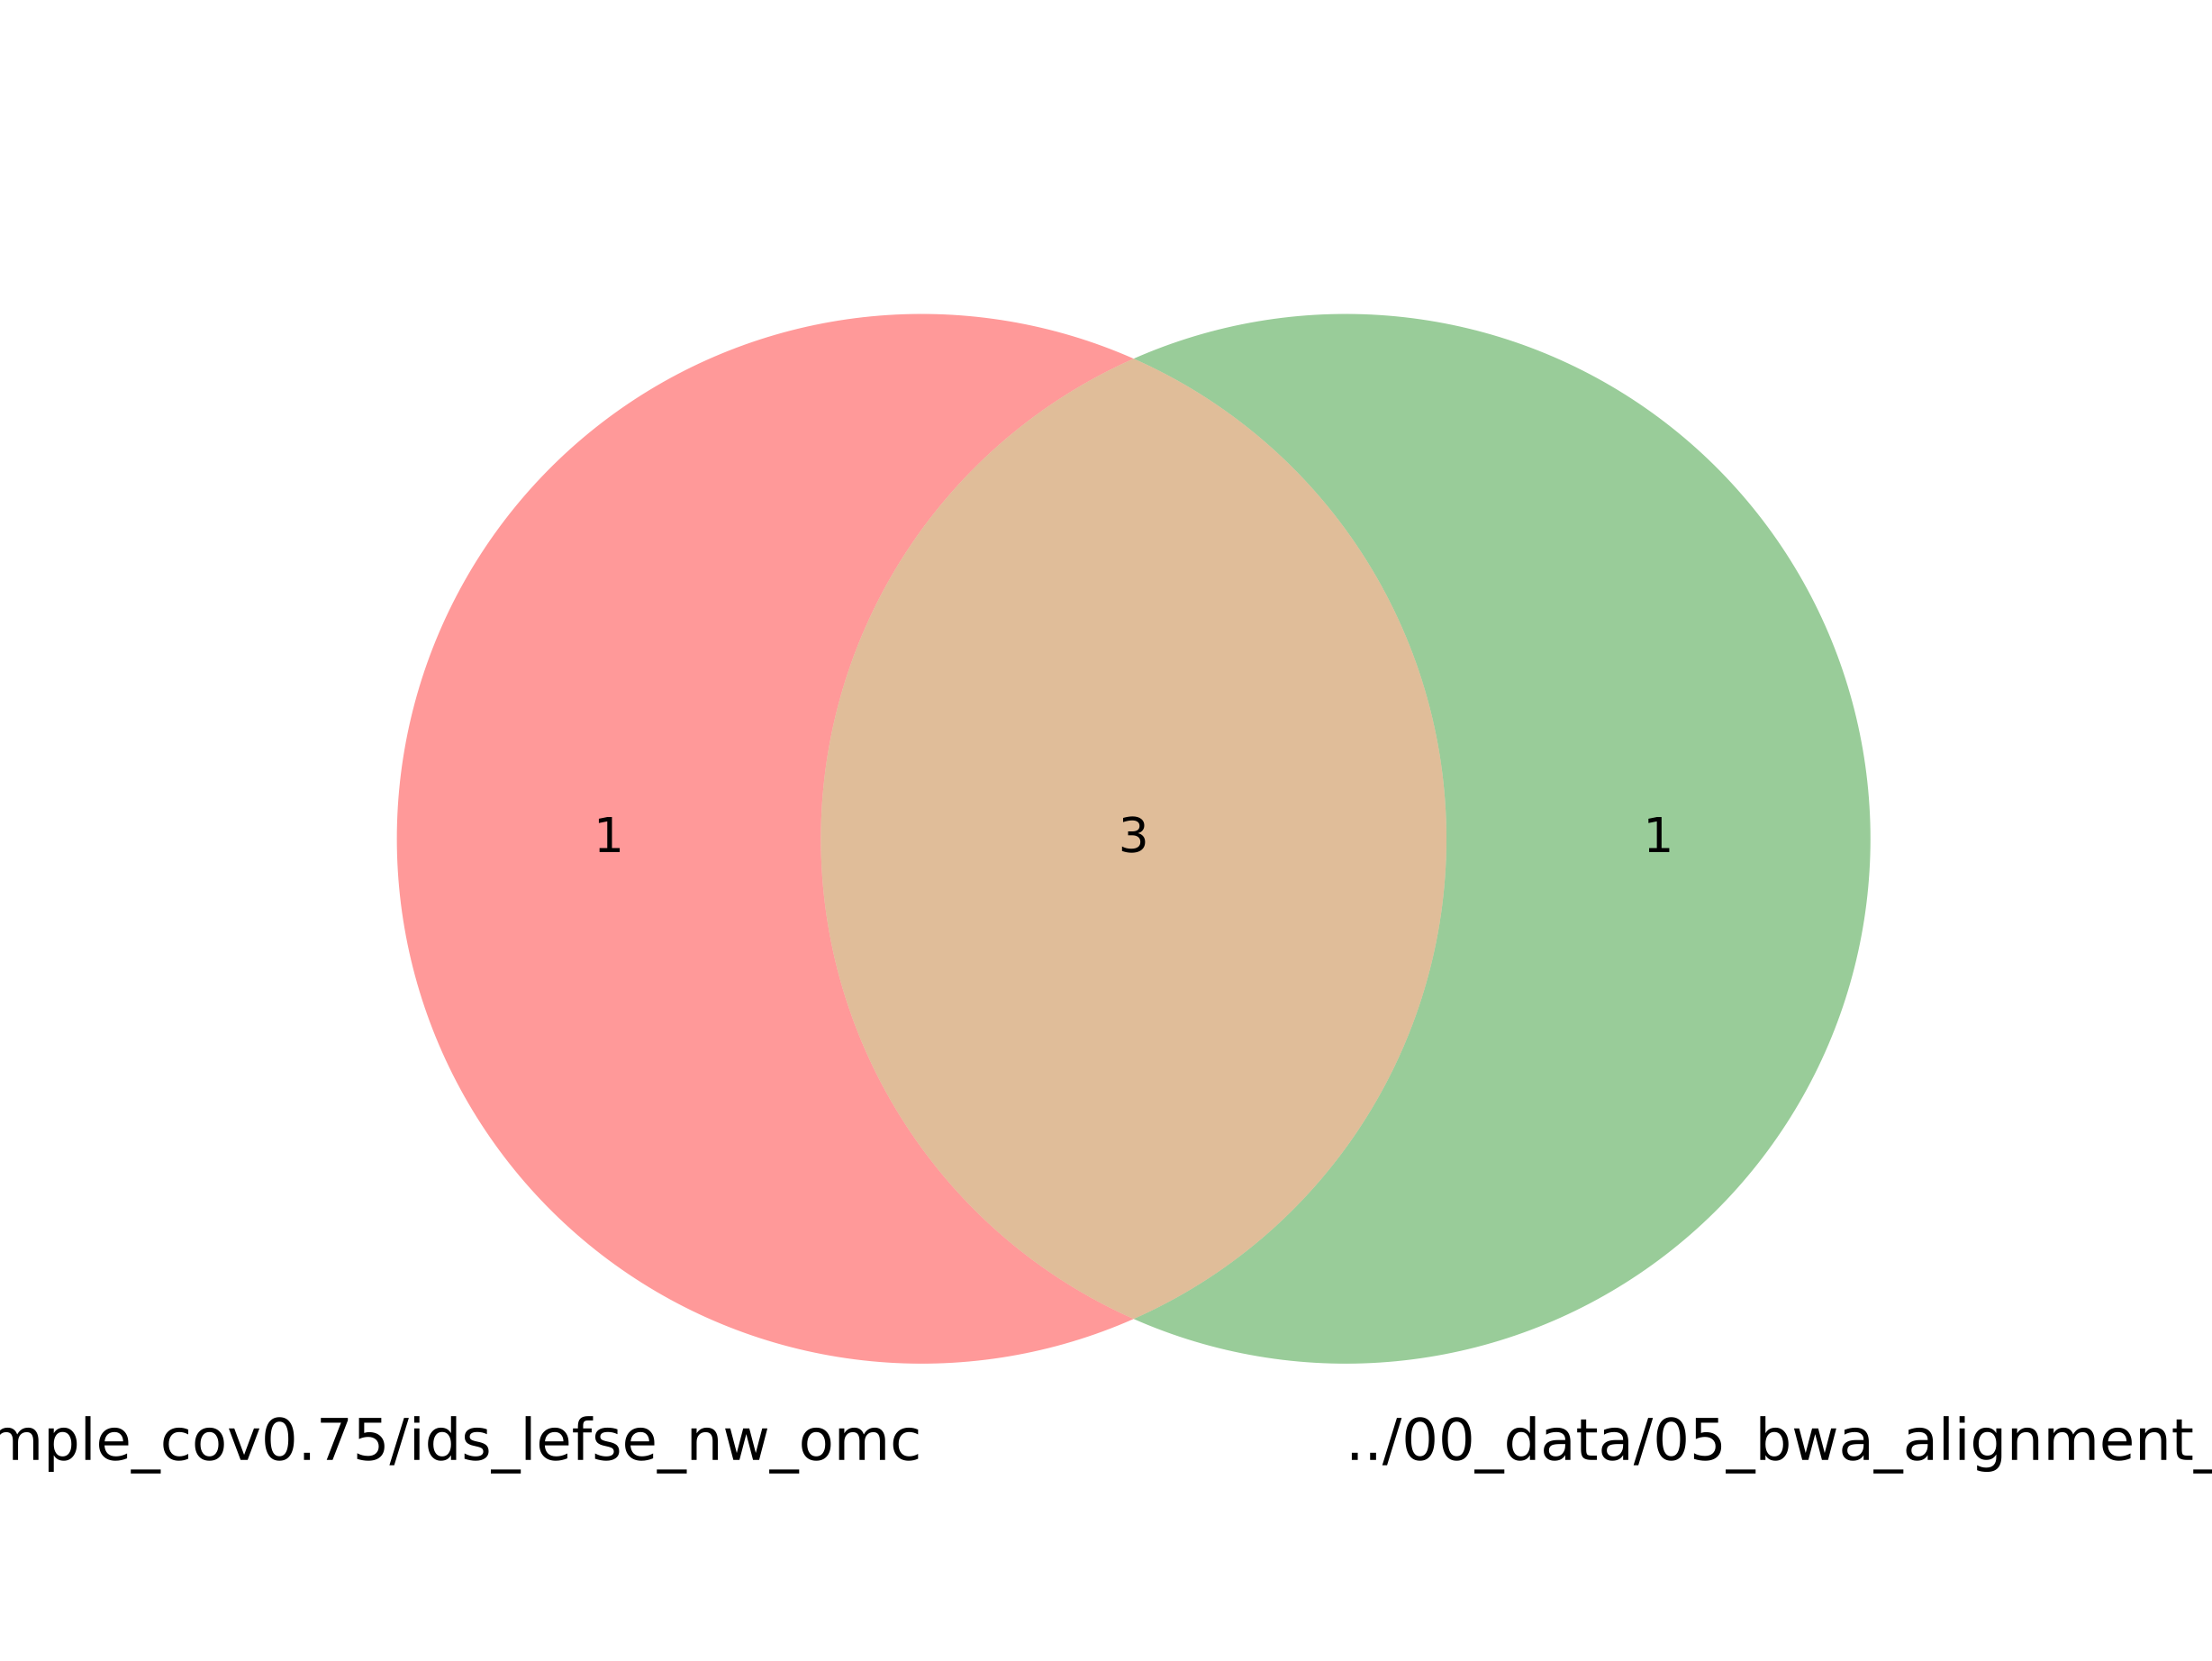 1 3 1
mple_cov0.75/ids_lefse_nw_omc ../00_data/05_bwa_alignment_